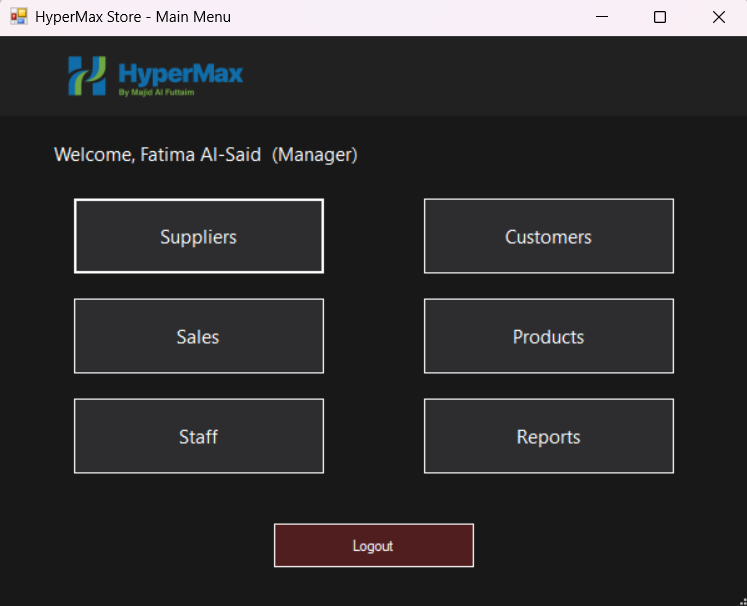 HyperMax Store - Main Menu
HyperMax
By Majid Al Futtaim
Welcome, Fatima Al-Said (Manager)
Suppliers
Customers
Sales
Products
Staff
Reports
Logout